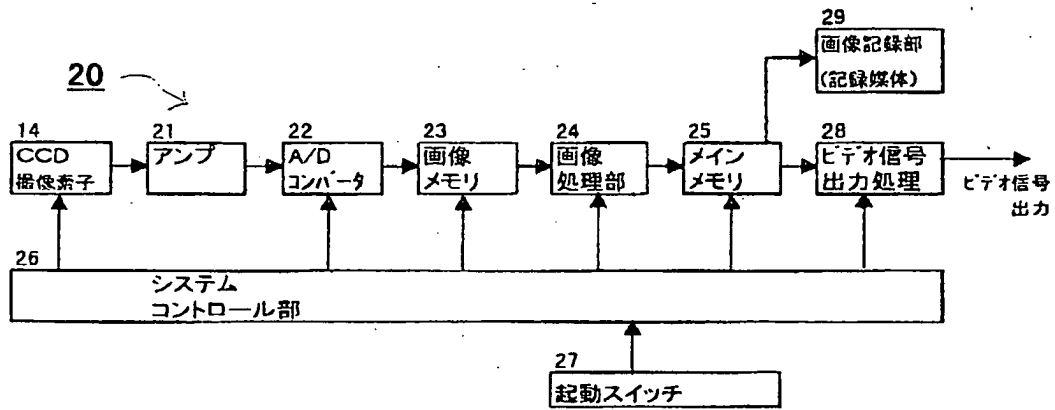 29
画像記録部
(記録媒体)
20
14
CCD
撮像素子
21
アンプ
22
A/D
コンバータ
23
画像
メモリ
24
画像
処理部
25
メイン
メモリ
28
ビデオ信号
出力処理
ビデオ信号
出力
26
システム
コントロール部
27
起動スイッチ